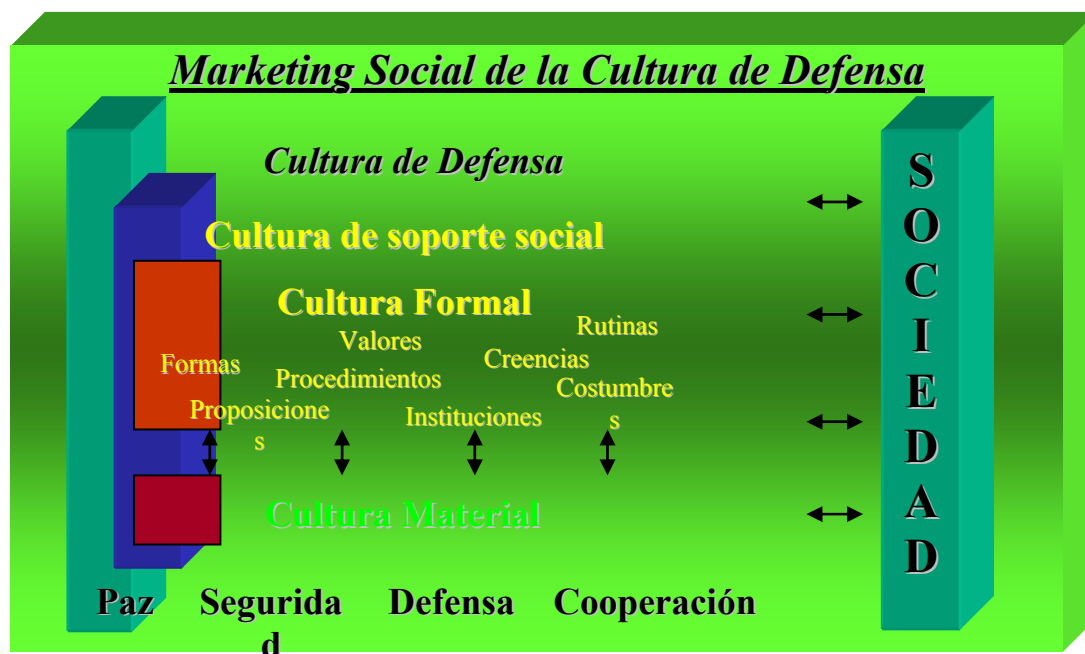 Marketing Social de la Cultura de Defensa
Cultura de Defensa
Cultura de soporte social
Cultura Formal
Rutinas
Valores
Creencias
Formas
Procedimientos
Costumbre
s
Proposicione
s
Instituciones
Cultura Material
Paz
Segurida
d
Defensa
Cooperación
S
O
C
I
E
D
A
D